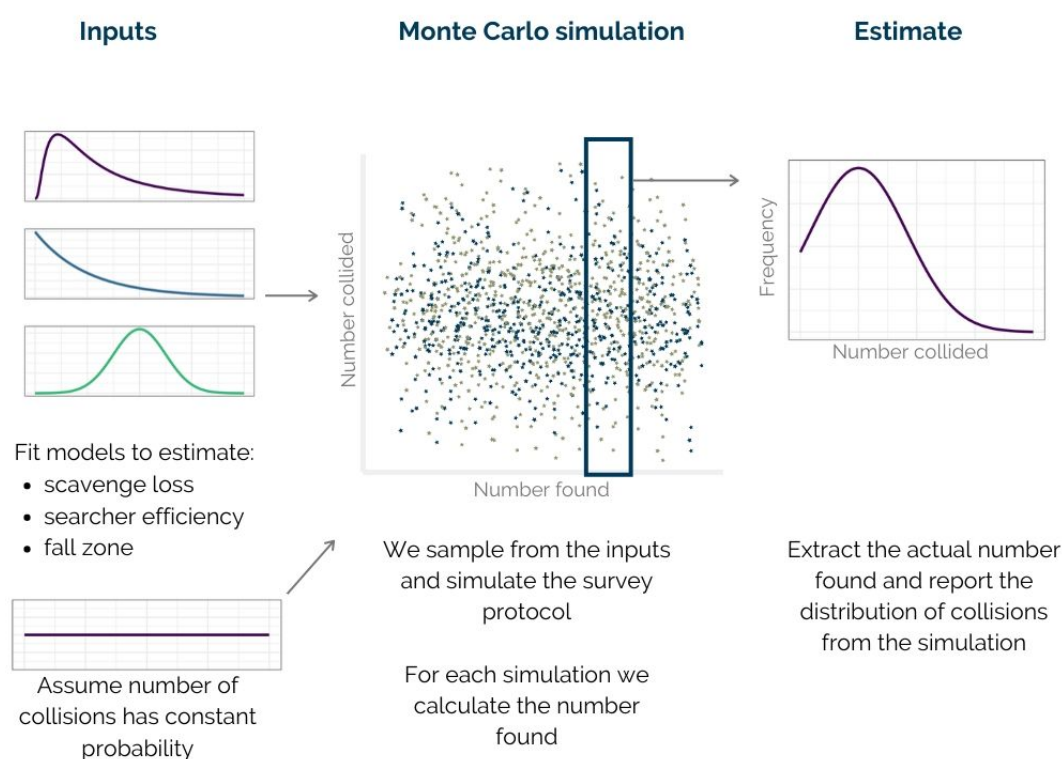 Inputs
Monte Carlo simulation
Estimate
Number collided
Number found
Frequency
Number collided
Fit models to estimate:
• scavenge loss
• searcher efficiency
• fall zone
Assume number of
collisions has constant
probability
We sample from the inputs
and simulate the survey
protocol
For each simulation we
calculate the number
found
Extract the actual number
found and report the
distribution of collisions
from the simulation